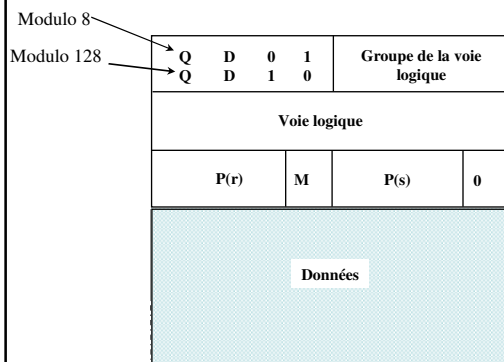 Modulo 8
Modulo 128
Q D 0 1
Q D 1 0
Groupe de la voie
logique
Voie logique
P(r) M P(s) 0
Données